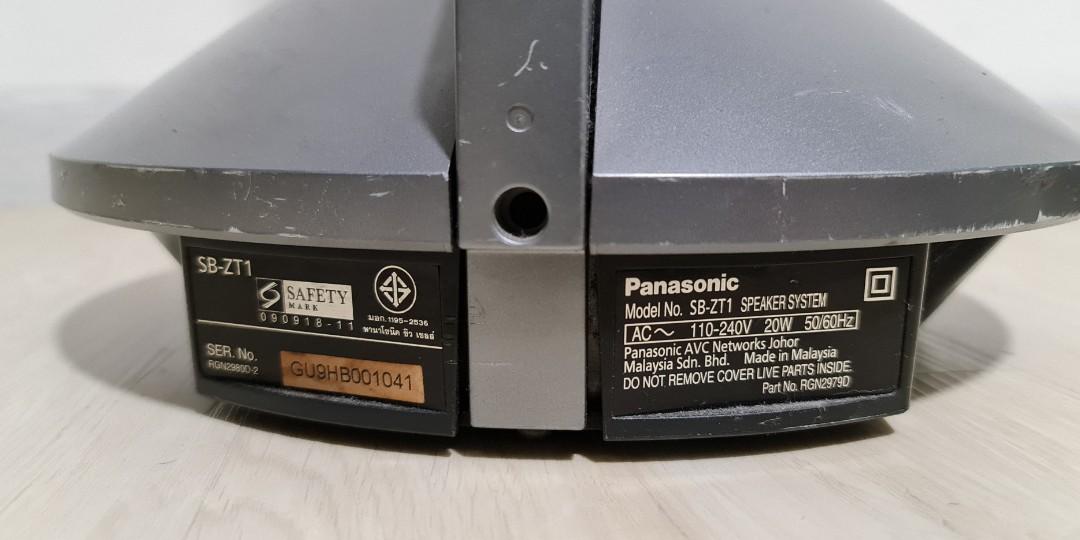 SB-ZT1
SAFETY
MARK
090918-11
มอก.1195-2536
พานาโซนิค ซิว เซลส์
SER. No.
RGN2980D-2
GU9HB001041
Panasonic
Model No. SB-ZT1 SPEAKER SYSTEM
AC〜 110-240V 20W 50/60Hz
Panasonic AVC Networks Johor
Malaysia Sdn. Bhd. Made in Malaysia
DO NOT REMOVE COVER LIVE PARTS INSIDE.
Part No. RGN2979D